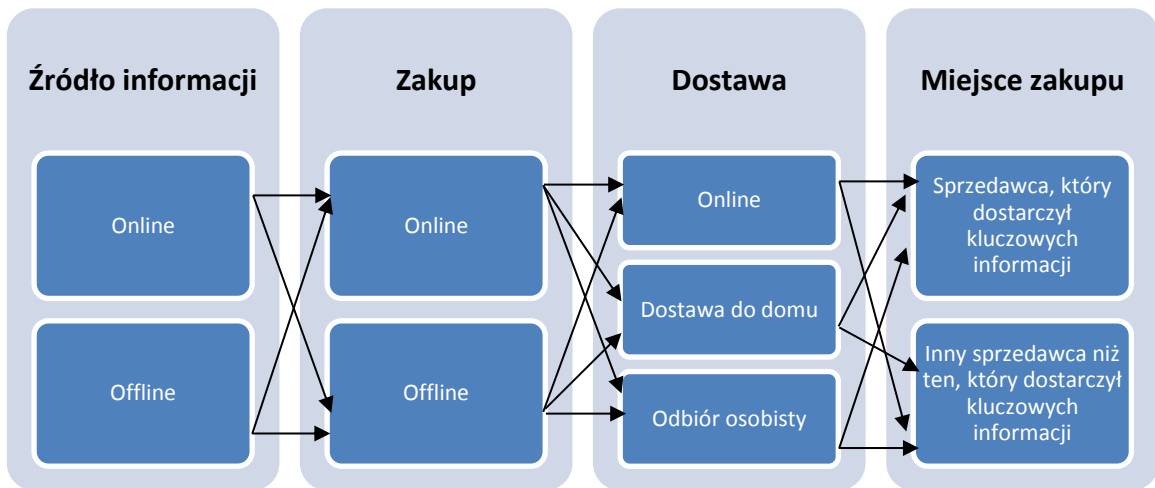 Źródło informacji
Online
Offline
Zakup
Online
Offline
Dostawa
Online
Dostawa do domu
Odbiór osobisty
Miejsce zakupu
Sprzedawca, który
dostarczył
kluczowych
informacji
Inny sprzedawca niż
ten, który dostarczył
kluczowych
informacji